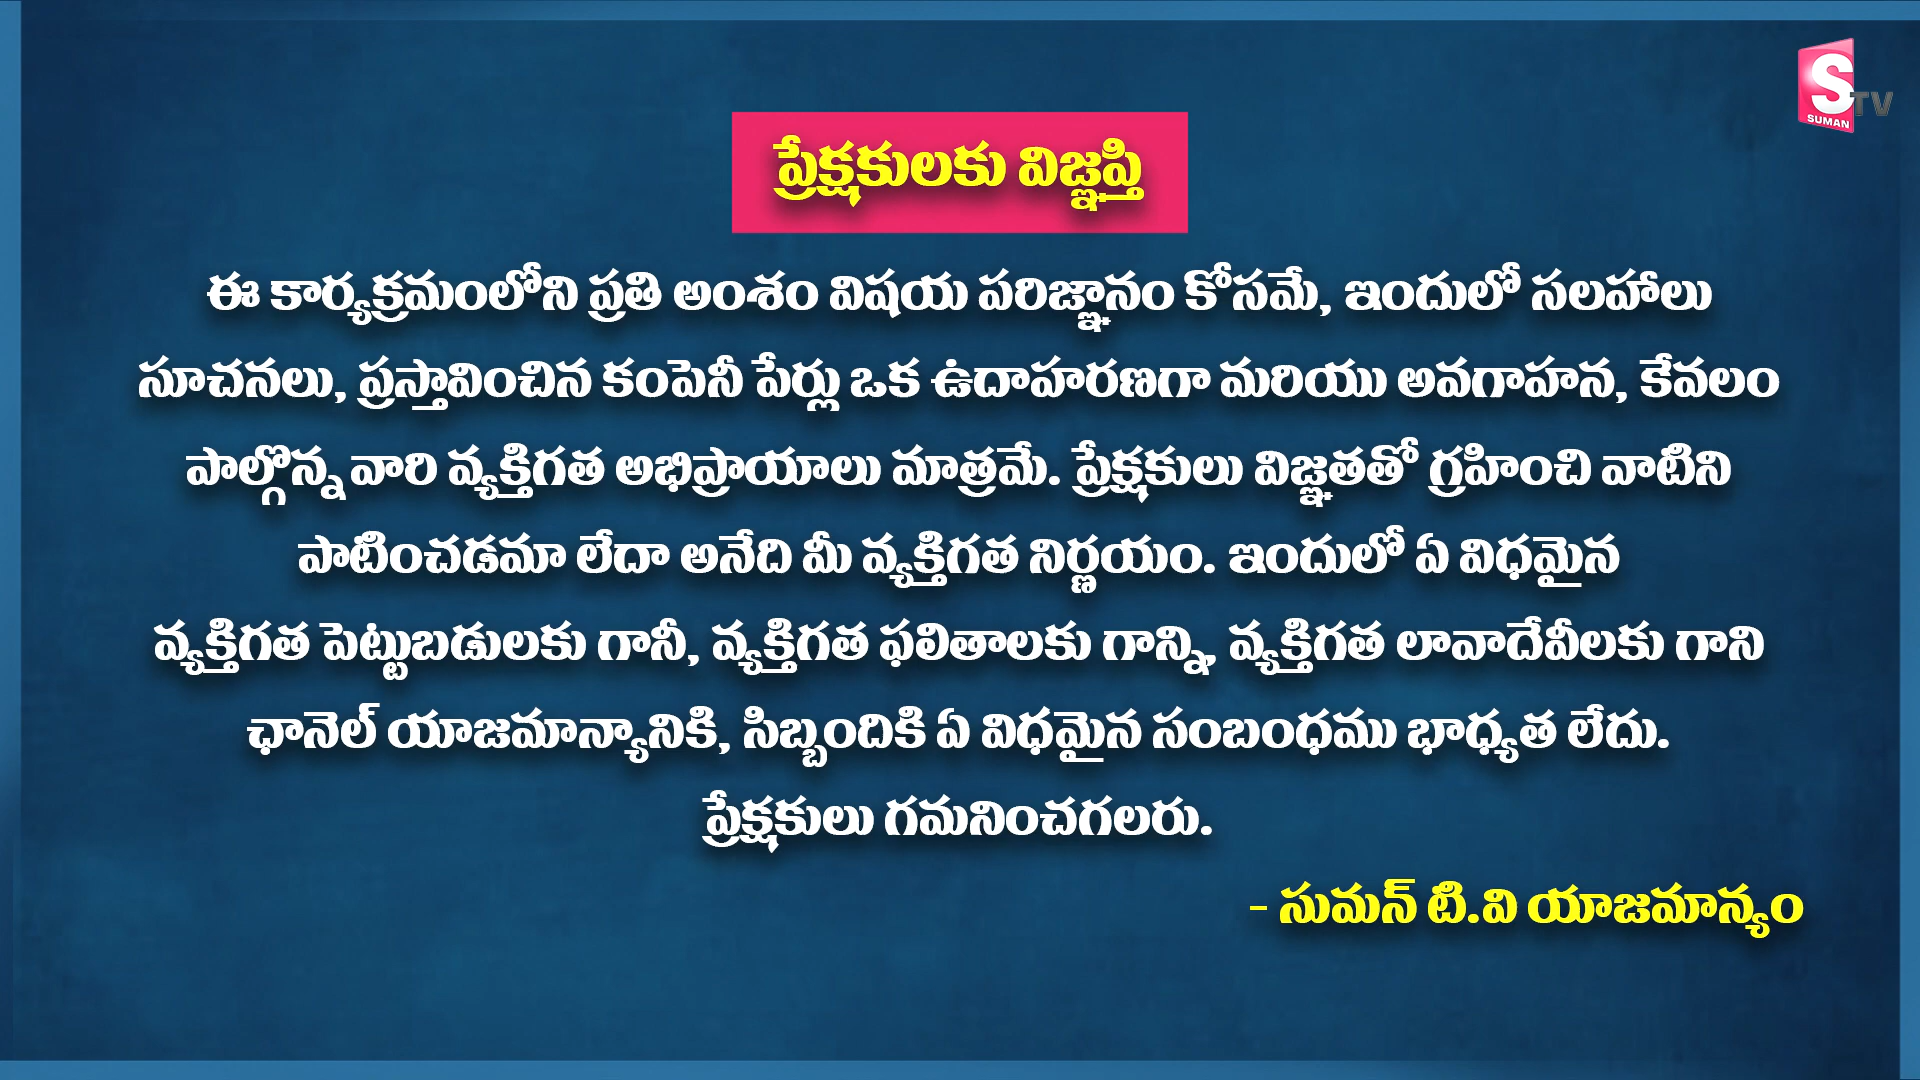 S
SUMAN
TV
ప్రేక్షకులకు విజ్ఞప్తి
ఈ కార్యక్రమంలోని ప్రతి అంశం విషయ పరిజ్ఞానం కోసమే, ఇందులో సలహాలు
సూచనలు, ప్రస్తావించిన కంపెనీ పేర్లు ఒక ఉదాహరణగా మరియు అవగాహన, కేవలం
పాల్గొన్న వారి వ్యక్తిగత అభిప్రాయాలు మాత్రమే. ప్రేక్షకులు విజ్ఞతతో గ్రహించి వాటిని
పాటించడమా లేదా అనేది మీ వ్యక్తిగత నిర్ణయం. ఇందులో ఏ విధమైన
వ్యక్తిగత పెట్టుబడులకు గానీ, వ్యక్తిగత ఫలితాలకు గాన్ని, వ్యక్తిగత లావాదేవీలకు గాని
ఛానెల్ యాజమాన్యానికి, సిబ్బందికి ఏ విధమైన సంబంధము భాధ్యత లేదు.
ప్రేక్షకులు గమనించగలరు.
- సుమన్ టి.వి యాజమాన్యం